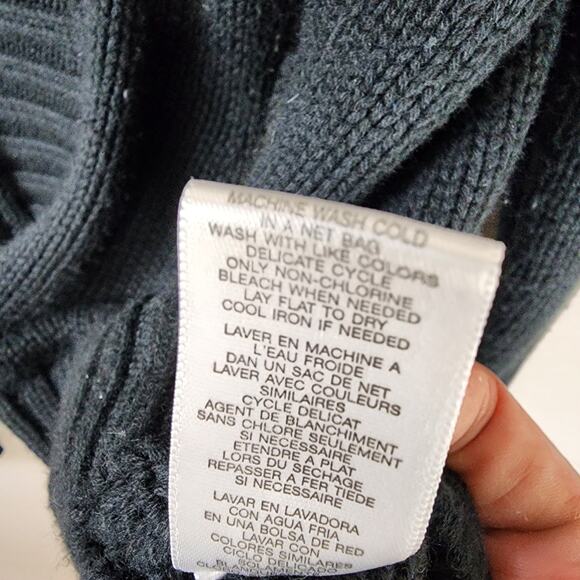 MACHINE WASH COLD
IN A NET BAG
WASH WITH LIKE COLORS
DELICATE CYCLE
ONLY NON-CHLORINE
BLEACH WHEN NEEDED
LAY FLAT TO DRY
COOL IRON IF NEEDED
LAVER EN MACHINE A
L'EAU FROIDE
DAN UN SAC DE NET
LAVER AVEC COULEURS
SIMILAIRES
CYCLE DELICAT
AGENT DE BLANCHIMENT
SANS CHLORE SEULEMENT
SI NECESSAIRE
ETENDRE A PLAT
LORS DU SECHAGE
REPASSER A FER TIEDE
SI NECESSAIRE
LAVAR EN LAVADORA
CON AGUA FRIA
EN UNA BOLSA DE RED
LAVAR CON
COLORES SIMILARES
CICLO DELICADO
SOLAMENTE